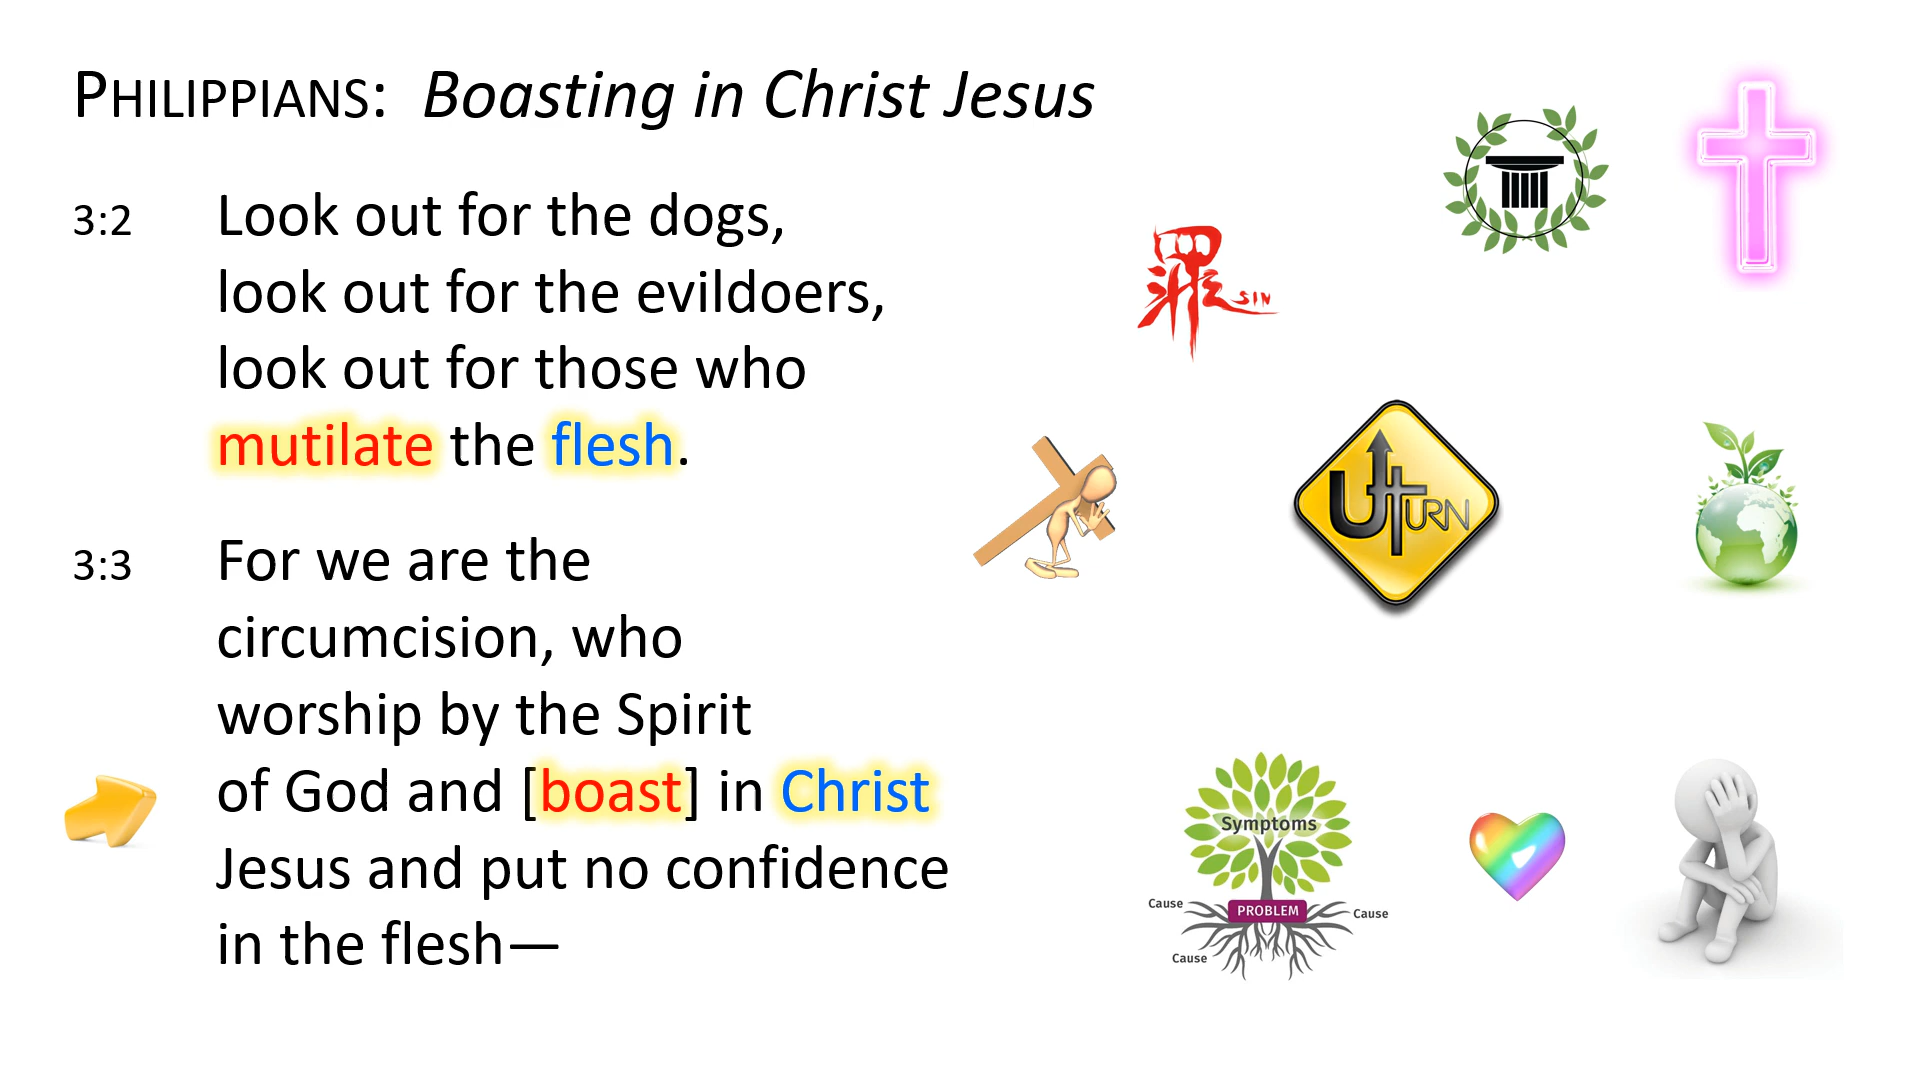 PHILIPPIANS: Boasting in Christ Jesus
3:2 Look out for the dogs,
look out for the evildoers,
look out for those who
mutilate the flesh.
3:3 For we are the
circumcision, who
worship by the Spirit
of God and [boast] in Christ
Jesus and put no confidence
in the flesh—
罪 SIN
U TURN
Symptoms
PROBLEM
Cause
Cause
Cause